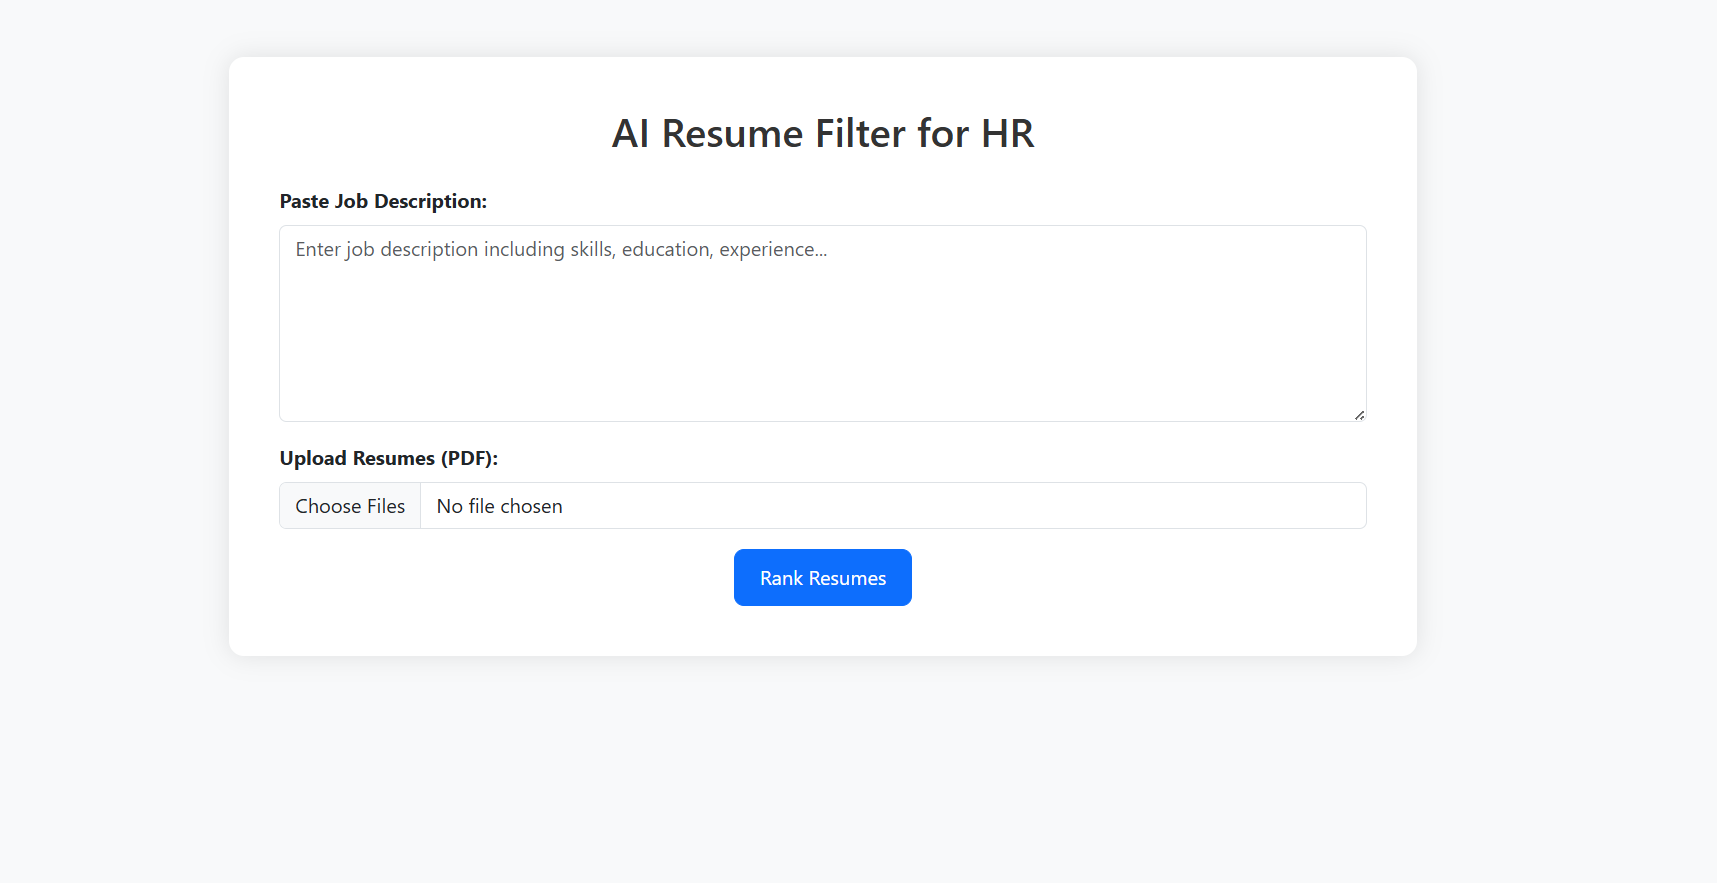 AI Resume Filter for HR
Paste Job Description:
Enter job description including skills, education, experience...
Upload Resumes (PDF):
Choose Files No file chosen
Rank Resumes